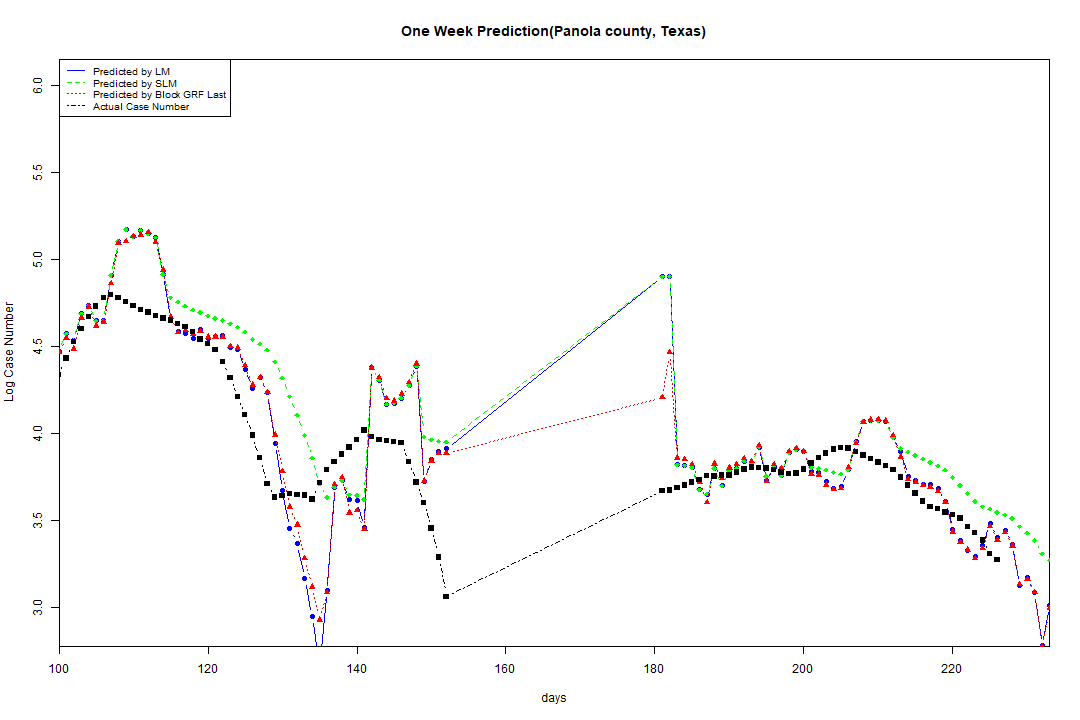 One Week Prediction(Panola county, Texas)
Predicted by LM
Predicted by SLM
Predicted by Block GRF Last
Actual Case Number
6.0
5.5
5.0
4.5
4.0
3.5
3.0
Log Case Number
100 120 140 160 180 200 220
days